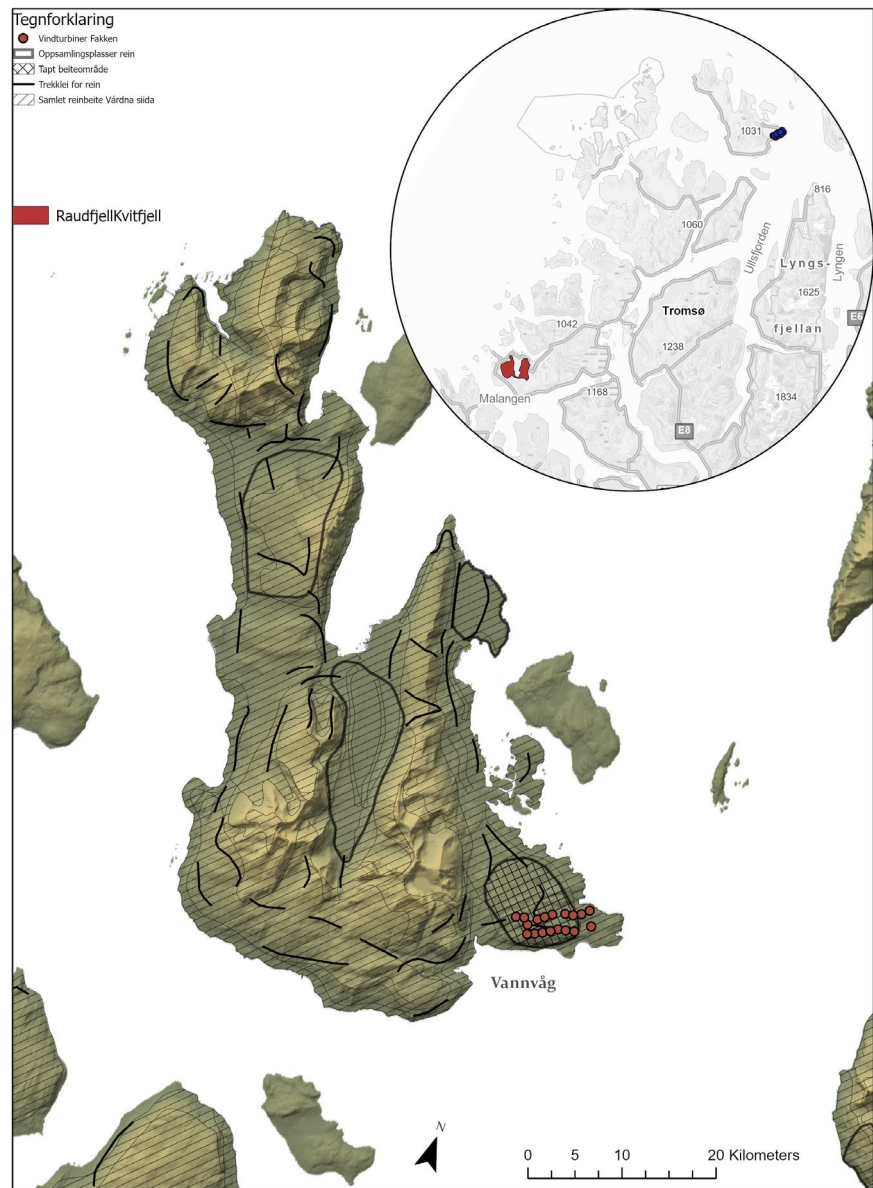 Tegnforklaring
Vindturbiner Fakken
Oppsamlingsplasser rein
Tapt beiteområde
Trekklei for rein
Samlet reinbeite Várdna siida
RaudfjellKvitfjell
1031
816
1060
Ullsfjorden
Lyngen
Lyngs-
1625
Tromsø
E6
1042
fjellan
1238
Malangen
1168
1834
E8
Vannvåg
N
0 5 10 20 Kilometers